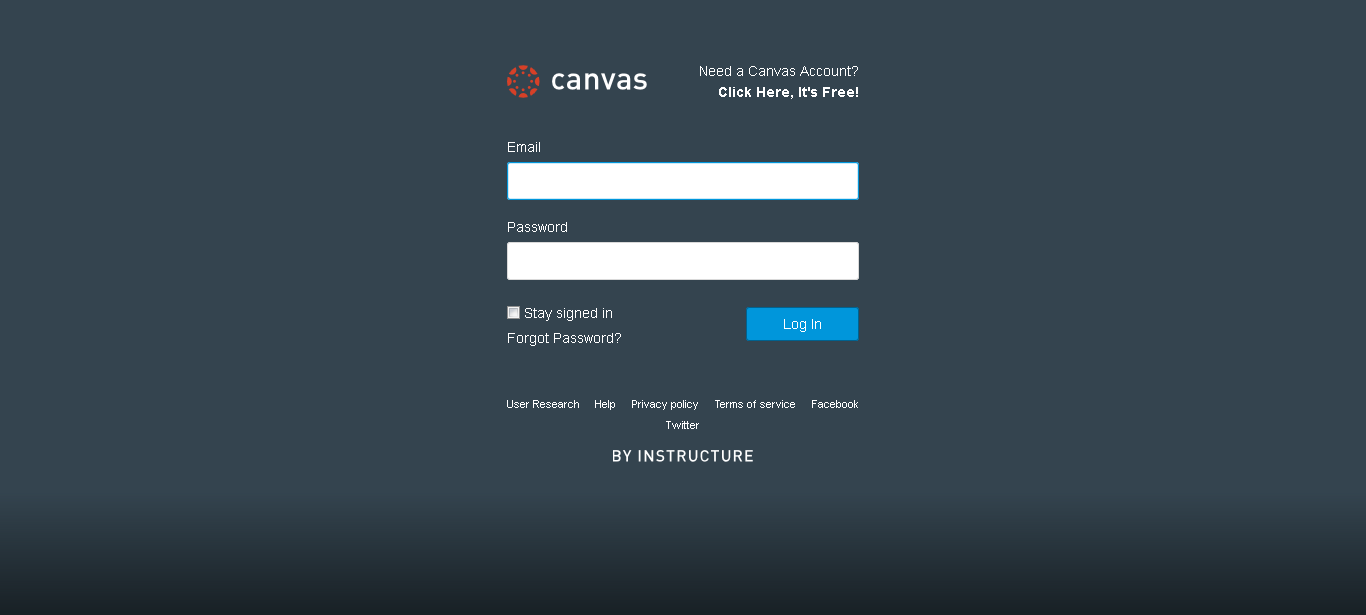 canvas
Need a Canvas Account?
Click Here, It's Free!
Email
Password
Stay signed in
Log In
Forgot Password?
User Research Help Privacy policy Terms of service Facebook
Twitter
BY INSTRUCTURE